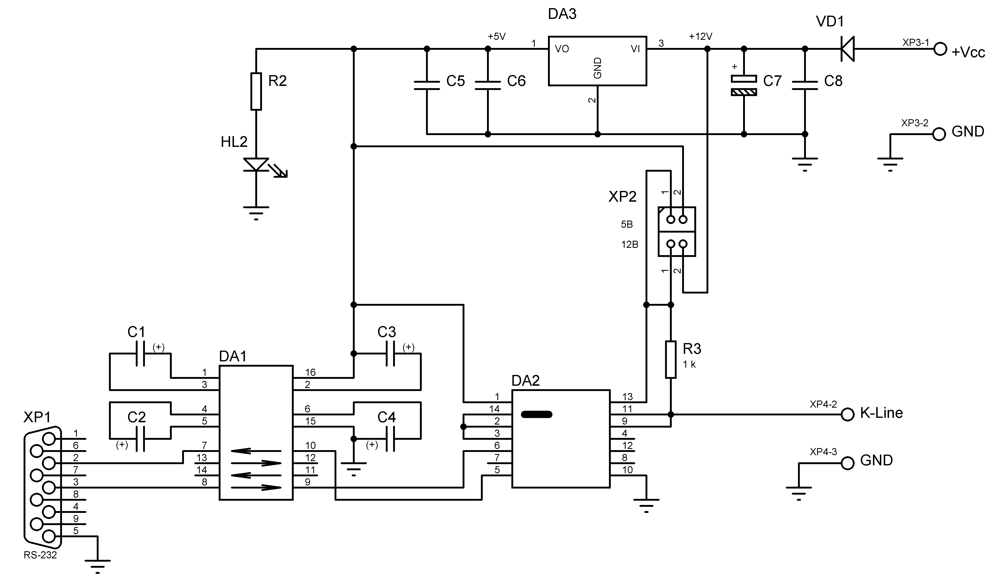 DA3
VD1
+5V
1
VO
VI
GND
3
+12V
XP3-1
+Vcc
2
R2
C5
C6
+
C7
C8
XP3-2
GND
HL2
XP2
1
2
5В
12В
1
2
C1
(+)
C3
(+)
R3
1 k
DA1
1
3
4
5
7
13
14
8
16
2
6
15
10
12
11
9
C2
(+)
C4
(+)
DA2
1
14
2
3
6
7
5
13
11
9
4
12
8
10
XP4-2
K-Line
XP4-3
GND
XP1
1
6
2
7
3
8
4
9
5
RS-232